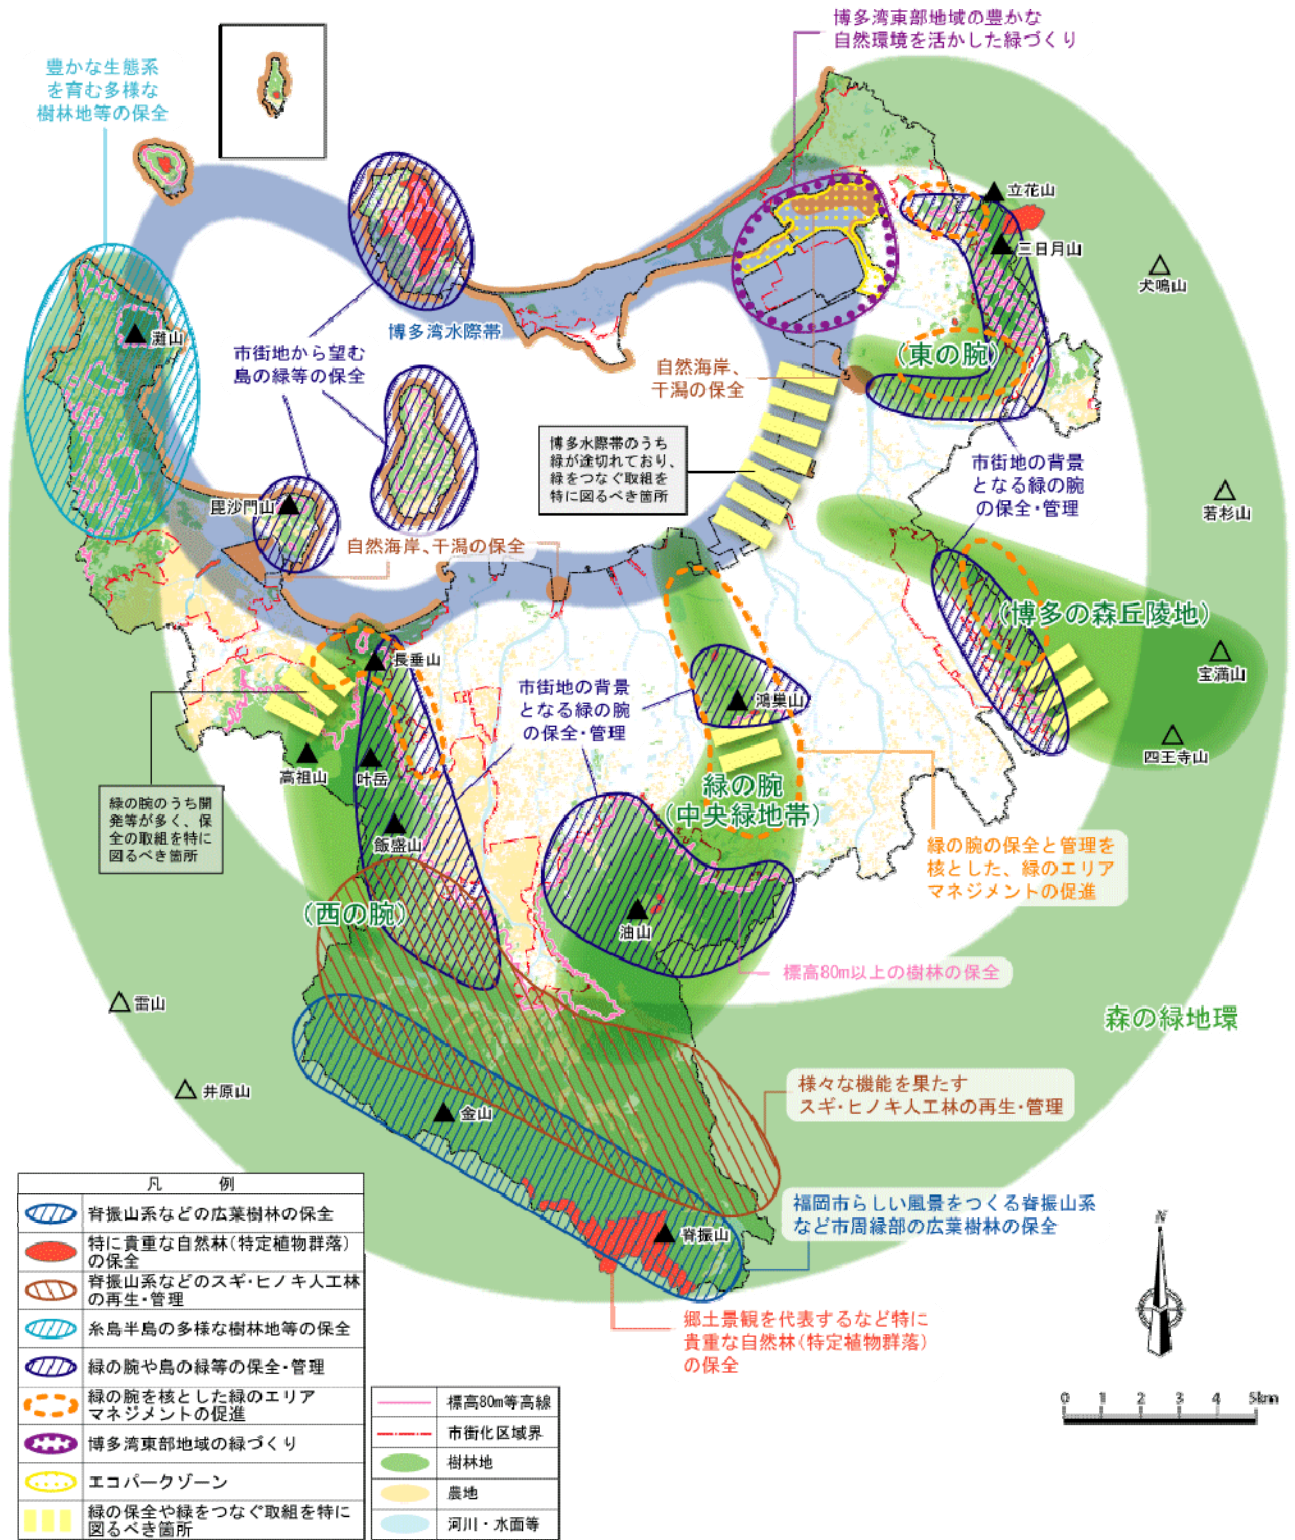 博多湾東部地域の豊かな
自然環境を活かした緑づくり
豊かな生態系
を育む多様な
樹林地等の保全
立花山
三日月山
犬鳴山
灘山
博多湾水際帯
市街地から望む
島の緑等の保全
(東の腕)
自然海岸、
干潟の保全
博多水際帯のうち
緑が途切れており、
緑をつなぐ取組を
特に図るべき箇所
市街地の背景
となる緑の腕
の保全・管理
若杉山
毘沙門山
自然海岸、干潟の保全
(博多の森丘陵地)
宝満山
長垂山
市街地の背景
となる緑の腕
の保全・管理
鴻巣山
四王寺山
高祖山
叶岳
緑の腕
(中央緑地帯)
緑の腕のうち開
発等が多く、保
全の取組を特に
図るべき箇所
飯盛山
緑の腕の保全と管理を
核とした、緑のエリア
マネジメントの促進
(西の腕)
油山
標高80m以上の樹林の保全
雷山
森の緑地環
井原山
様々な機能を果たす
スギ・ヒノキ人工林の再生・管理
金山
福岡市らしい風景をつくる脊振山系
など市周縁部の広葉樹林の保全
脊振山
郷土景観を代表するなど特に
貴重な自然林(特定植物群落)
の保全
凡 例
脊振山系などの広葉樹林の保全
特に貴重な自然林(特定植物群落)
の保全
脊振山系などのスギ・ヒノキ人工林
の再生・管理
糸島半島の多様な樹林地等の保全
緑の腕や島の緑等の保全・管理
緑の腕を核とした緑のエリア
マネジメントの促進
博多湾東部地域の緑づくり
エコパークゾーン
緑の保全や緑をつなぐ取組を特に
図るべき箇所
標高80m等高線
市街化区域界
樹林地
農地
河川・水面等
N
0 1 2 3 4 5km